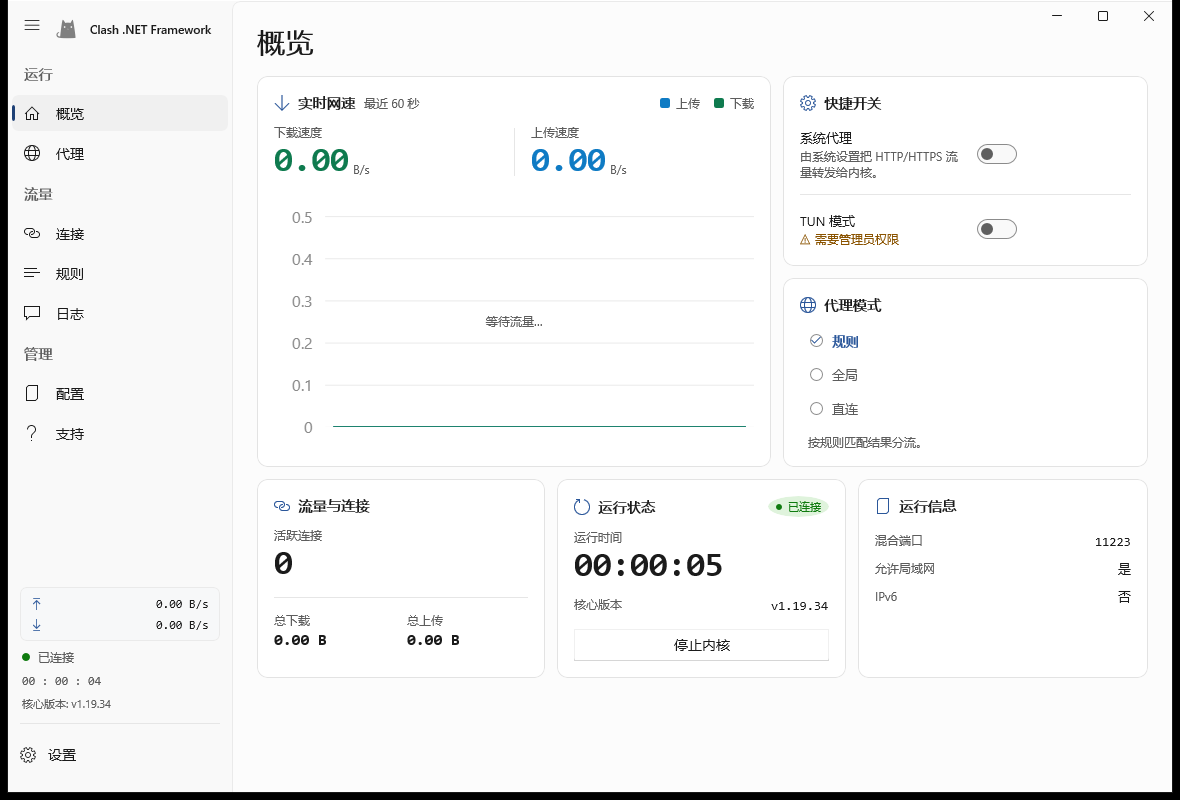 Clash .NET Framework
运行
概览
代理
流量
连接
规则
日志
管理
配置
支持
0.00 B/s
0.00 B/s
已连接
00 : 00 : 04
核心版本: v1.19.34
设置
概览
实时网速 最近 60 秒
上传 下载
下载速度
0.00 B/s
上传速度
0.00 B/s
0.5
0.4
0.3
等待流量...
0.2
0.1
0
快捷开关
系统代理
由系统设置把 HTTP/HTTPS 流
量转发给内核。
TUN 模式
需要管理员权限
代理模式
规则
全局
直连
按规则匹配结果分流。
流量与连接
活跃连接
0
总下载
0.00 B
总上传
0.00 B
运行状态
已连接
运行时间
00:00:05
核心版本 v1.19.34
停止内核
运行信息
混合端口 11223
允许局域网 是
IPv6 否